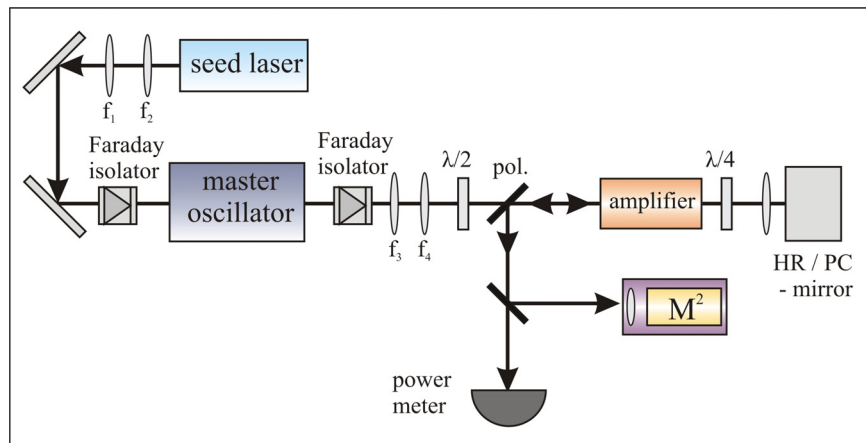 seed laser
f₁
f₂
Faraday
isolator
master
oscillator
Faraday
isolator
f₃
f₄
λ/2
pol.
amplifier
λ/4
HR / PC
- mirror
M²
power
meter